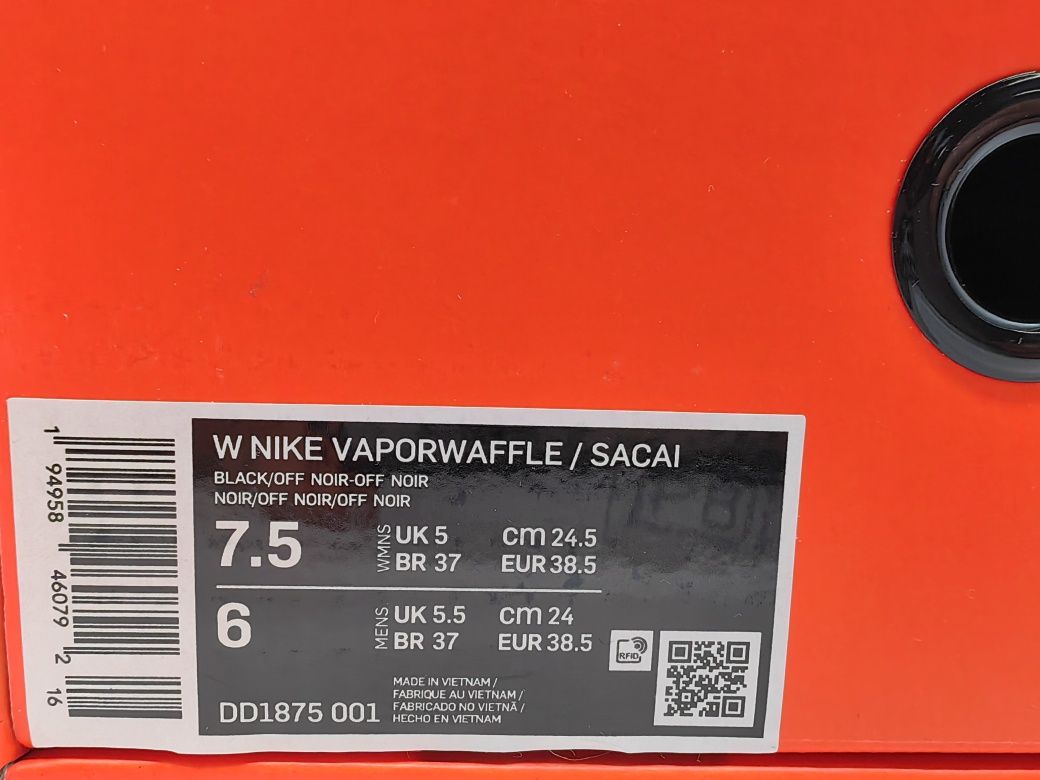 W NIKE VAPORWAFFLE / SACAI
BLACK/OFF NOIR-OFF NOIR
NOIR/OFF NOIR/OFF NOIR
7.5 WMNS UK 5 cm 24.5
BR 37 EUR 38.5
6 MENS UK 5.5 cm 24
BR 37 EUR 38.5
RFID
MADE IN VIETNAM /
FABRIQUE AU VIETNAM /
FABRICADO NO VIETNÃ /
HECHO EN VIETNAM
DD1875 001
1 94958 46079 2 16